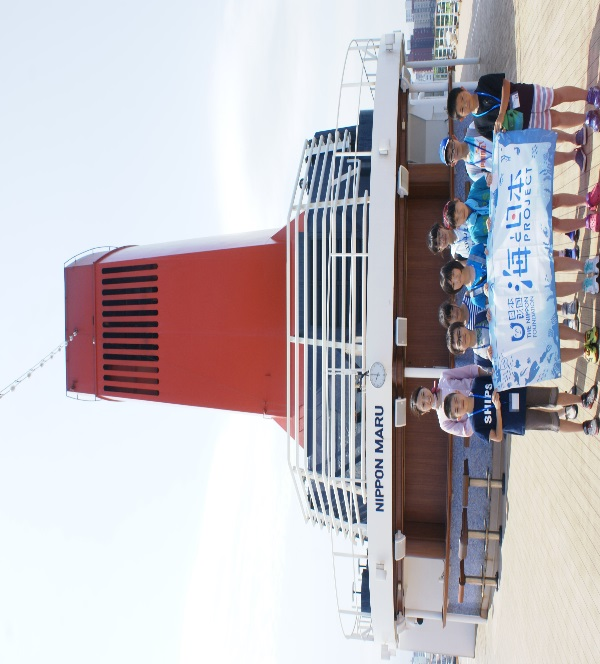 NIPPON MARU
海と日本
PROJECT
日本
財団
THE NIPPON
FOUNDATION
SHIPS